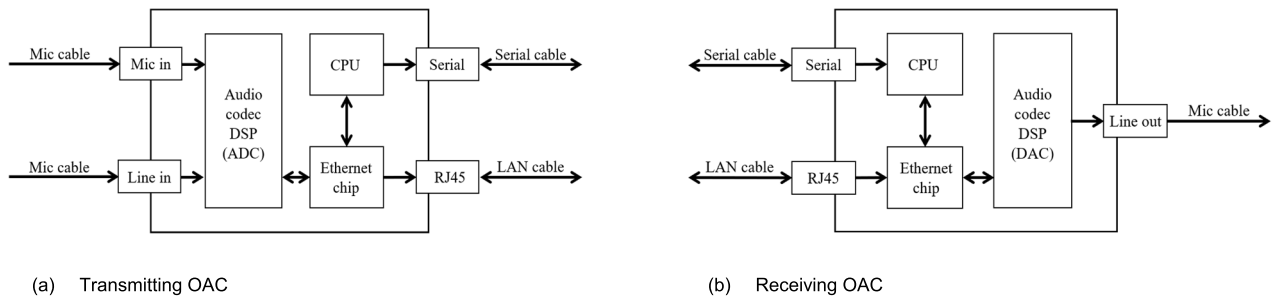 Mic cable
Mic in
Mic cable
Line in
Audio
codec
DSP
(ADC)
CPU
Ethernet
chip
Serial
Serial cable
RJ45
LAN cable
(a) Transmitting OAC
Serial cable
Serial
LAN cable
RJ45
CPU
Ethernet
chip
Audio
codec
DSP
(DAC)
Line out
Mic cable
(b) Receiving OAC